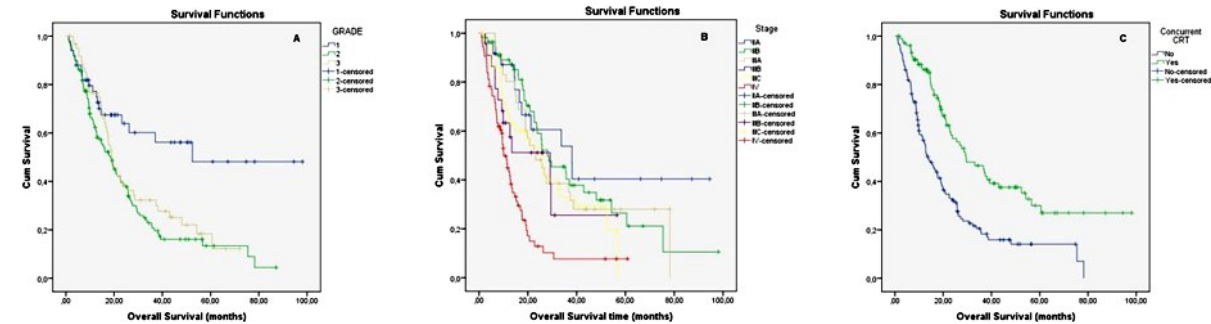 Survival Functions
A
GRADE
1
2
3
1-censored
2-censored
3-censored
Cum Survival
1,0
0,8
0,6
0,4
0,2
0,0
,00 20,00 40,00 60,00 80,00 100,00
Overall Survival (months)
Survival Functions
B
Stage
IIA
IIB
IIIA
IIIB
IIIC
IV
IIA-censored
IIB-censored
IIIA-censored
IIIB-censored
IIIC-censored
IV-censored
Cum Survival
1,0
0,8
0,6
0,4
0,2
0,0
,00 20,00 40,00 60,00 80,00 100,00
Overall Survival time (months)
Survival Functions
C
Concurrent
CRT
No
Yes
No-censored
Yes-censored
Cum Survival
1,0
0,8
0,6
0,4
0,2
0,0
,00 20,00 40,00 60,00 80,00 100,00
Overall Survival (months)